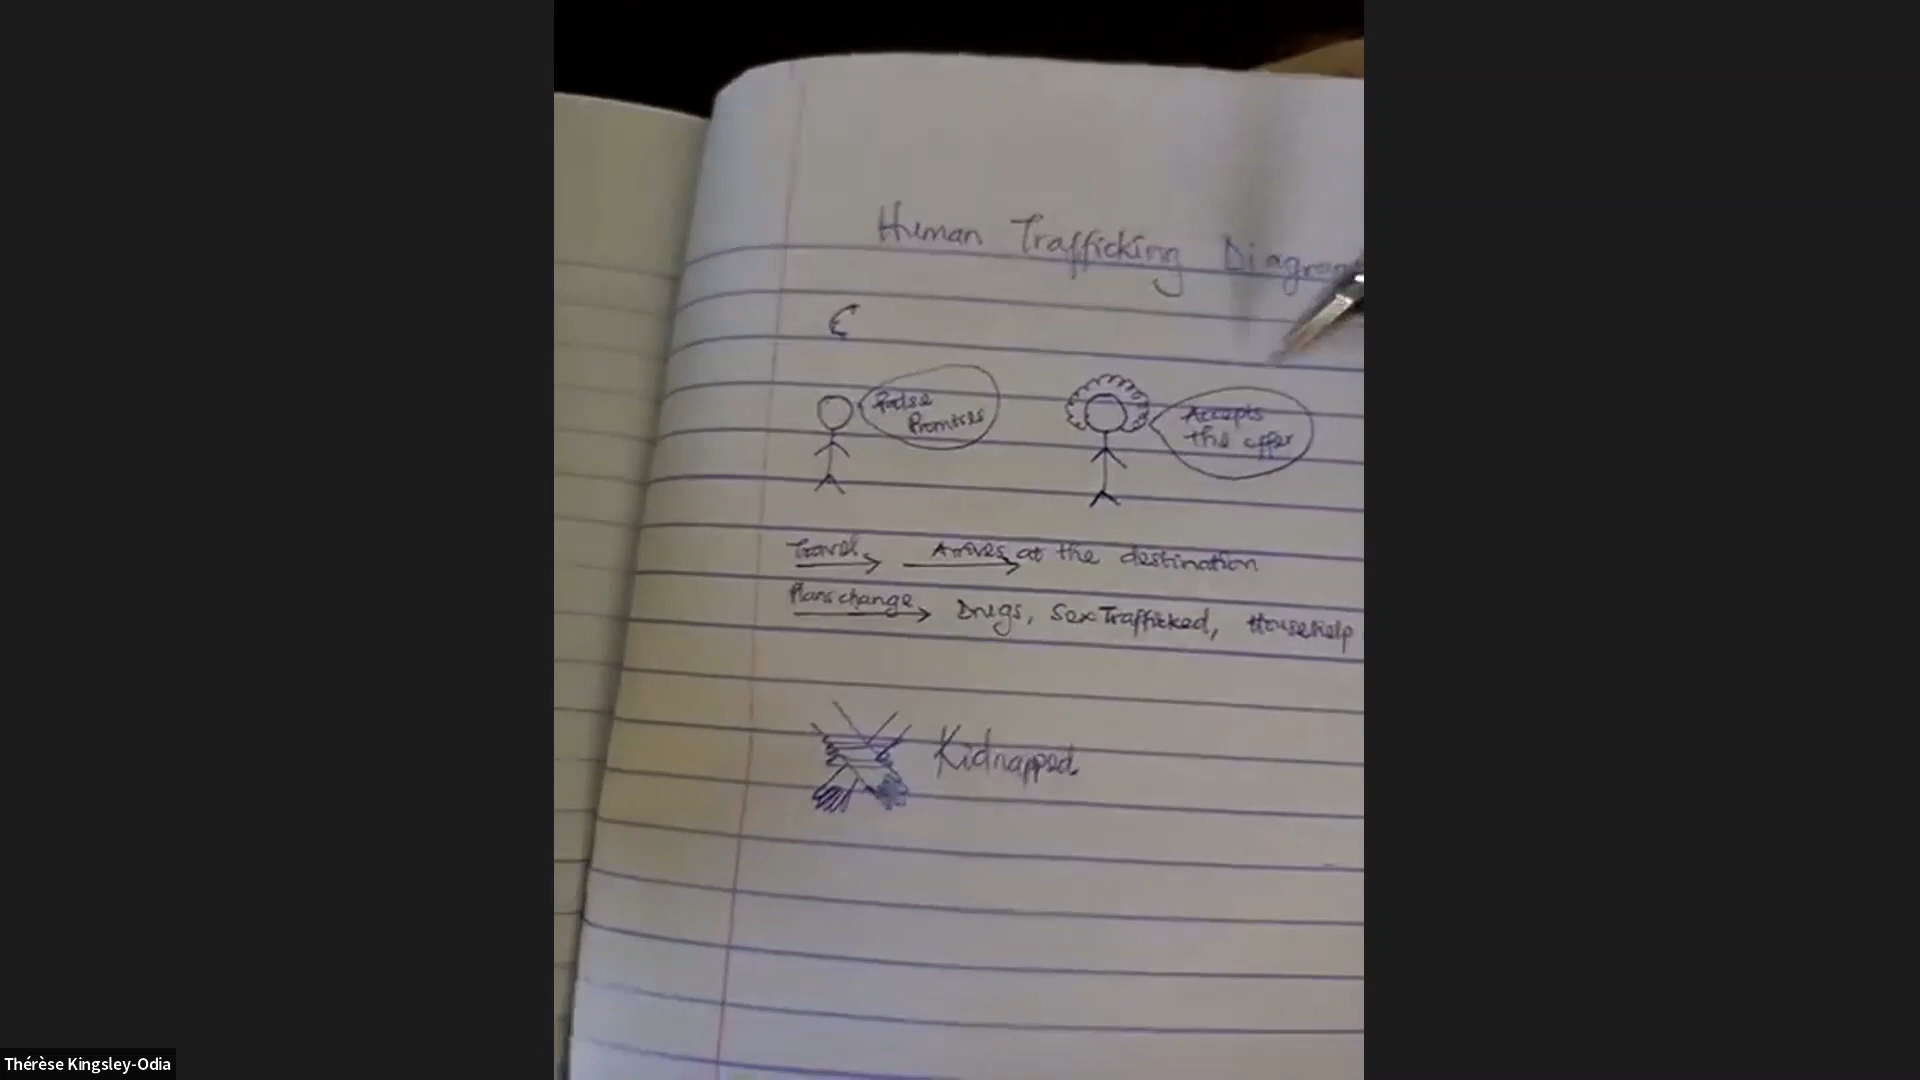 Human Trafficking Diagram
False
Promises
Accepts
the offer
Travel Arrives at the destination
Plans change Drugs, Sex Trafficked, Househelp
Kidnapped
Thérèse Kingsley-Odia